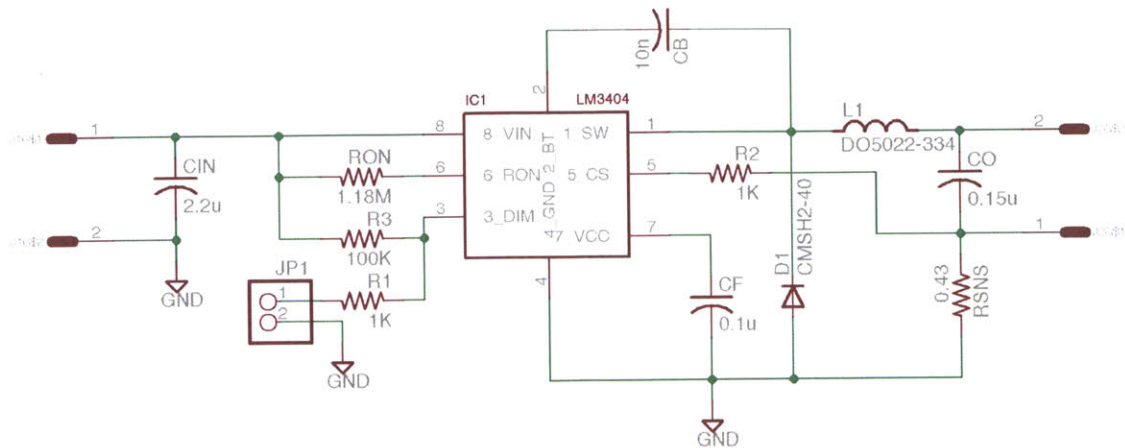 10n
CB
2
IC1
LM3404
1
8
8 VIN
1 SW
1
L1
DO5022-334
2
2_BT
CIN
2.2u
RON
1.18M
6
6 RON
5 CS
5
R2
1K
CO
0.15u
3
3_DIM
4_GND
R3
100K
4
7 VCC
7
1
2
JP1
1
2
R1
1K
GND
GND
4
CF
0.1u
D1
CMSH2-40
0.43
RSNS
GND